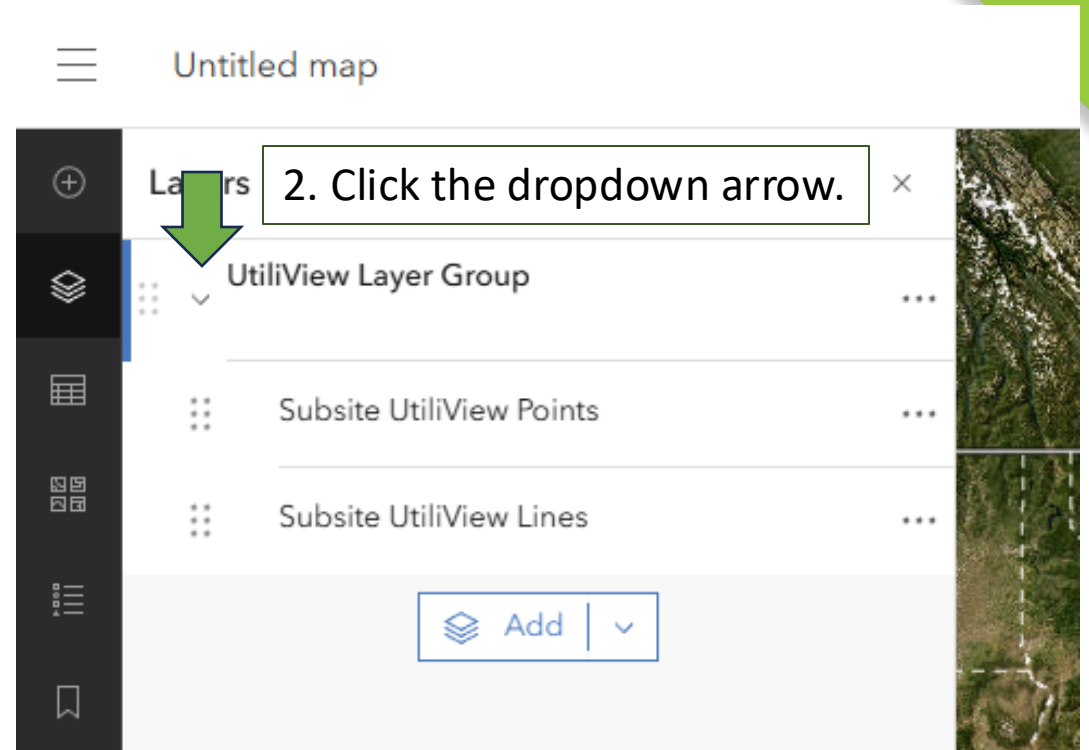 Untitled map
Layers
2. Click the dropdown arrow.
UtiliView Layer Group
Subsite UtiliView Points
Subsite UtiliView Lines
Add